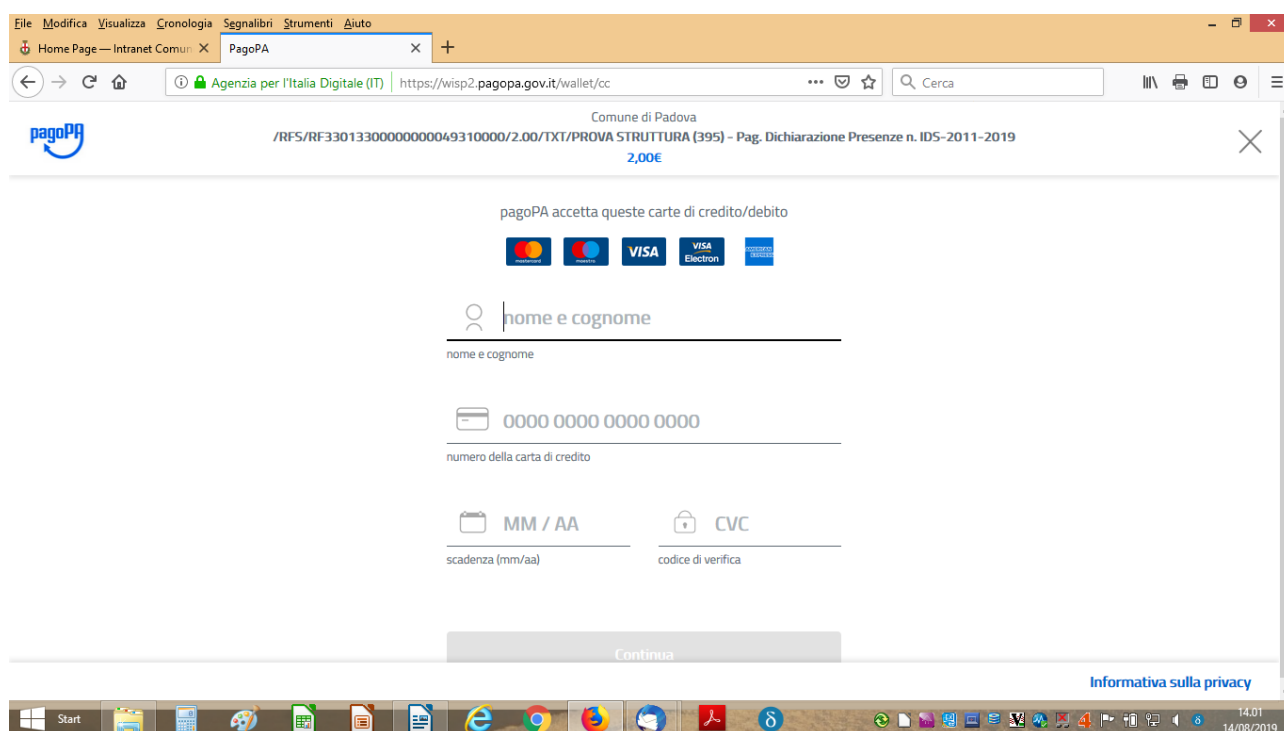 File Modifica Visualizza Cronologia Segnalibri Strumenti Aiuto
Home Page — Intranet Comun
PagoPA
Agenzia per l'Italia Digitale (IT) https://wisp2.pagopa.gov.it/wallet/cc
Cerca
pagoPA
Comune di Padova
/RFS/RF33013300000000049310000/2.00/TXT/PROVA STRUTTURA (395) - Pag. Dichiarazione Presenze n. IDS-2011-2019
2,00€
pagoPA accetta queste carte di credito/debito
mastercard maestro VISA VISA Electron AMERICAN EXPRESS
nome e cognome
nome e cognome
0000 0000 0000 0000
numero della carta di credito
MM / AA CVC
scadenza (mm/aa) codice di verifica
Continua
Informativa sulla privacy
Start
14.01
14/08/2019